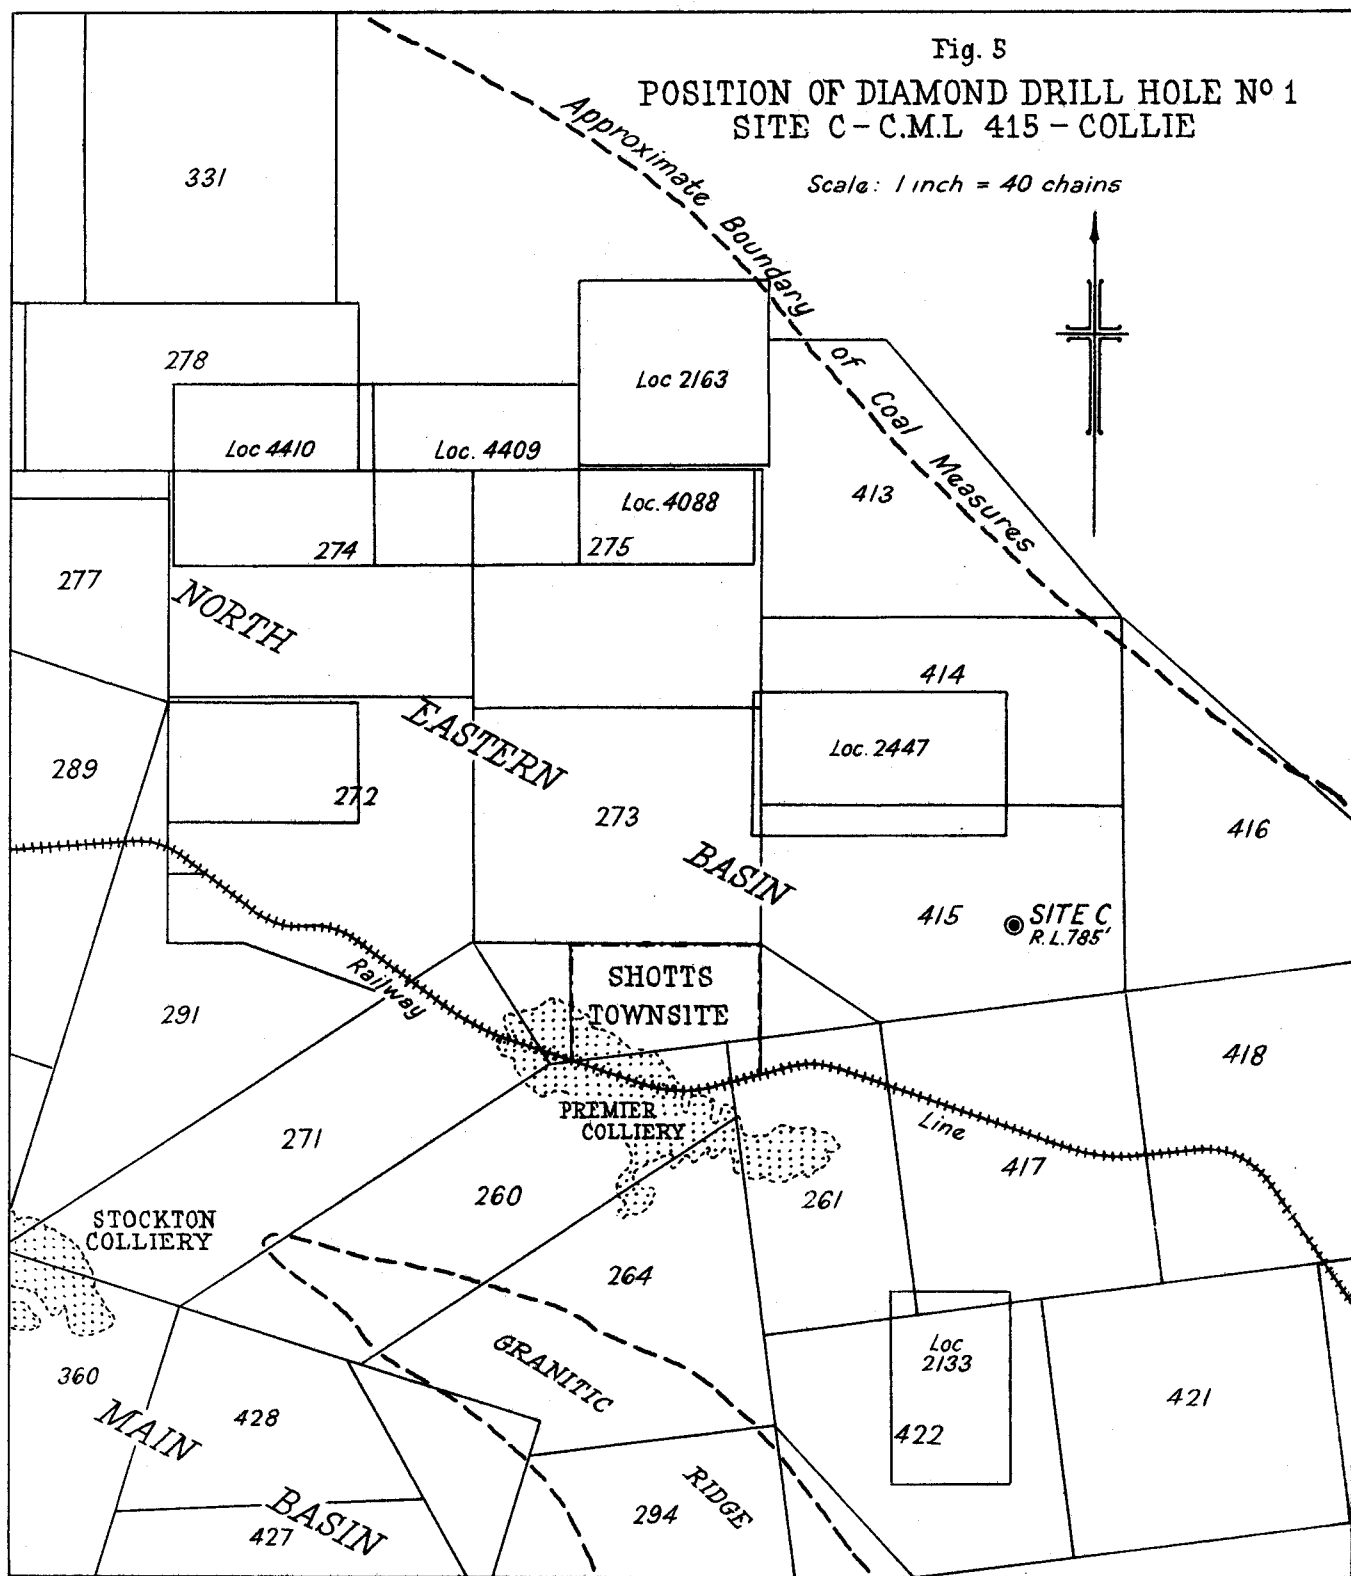 Fig. 5
POSITION OF DIAMOND DRILL HOLE Nº 1
SITE C - C.M.L 415 - COLLIE
Scale: 1 inch = 40 chains
Approximate Boundary of Coal Measures
331
278
Loc 2163
Loc 4410
Loc. 4409
Loc. 4088
413
274
275
277
NORTH
414
EASTERN
Loc. 2447
289
272
273
416
BASIN
415
SITE C
R.L.785'
SHOTTS
TOWNSITE
Railway
291
418
PREMIER
COLLIERY
Line
271
417
260
261
STOCKTON
COLLIERY
264
Loc
2133
GRANITIC
360
421
MAIN
428
422
RIDGE
BASIN
294
427